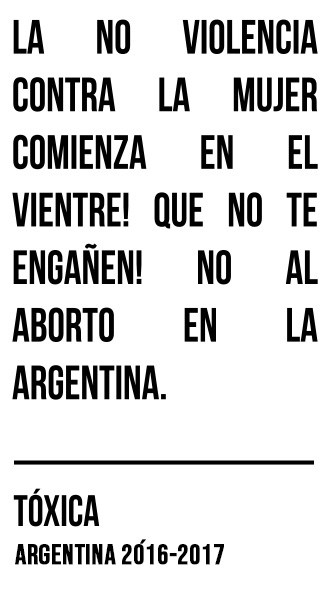 LA NO VIOLENCIA
CONTRA LA MUJER
COMIENZA EN EL
VIENTRE! QUE NO TE
ENGAÑEN! NO AL
ABORTO EN LA
ARGENTINA.
TÓXICA
ARGENTINA 2016-2017